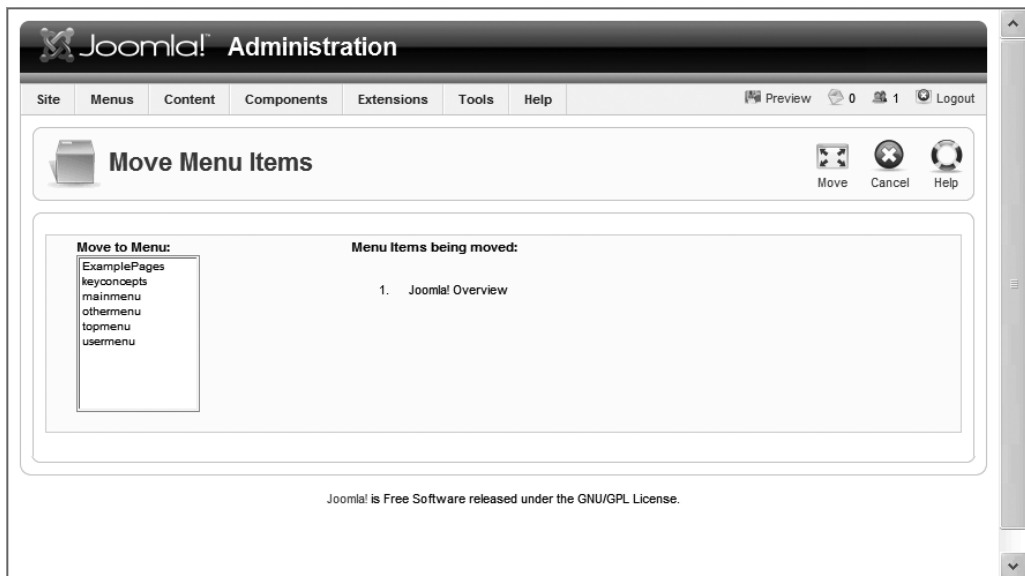 Joomla! Administration
Site Menus Content Components Extensions Tools Help Preview 0 1 Logout
Move Menu Items
Move Cancel Help
Move to Menu: Menu Items being moved:
ExamplePages
keyconcepts
mainmenu
othermenu
topmenu
usermenu
1. Joomla! Overview
Joomla! is Free Software released under the GNU/GPL License.